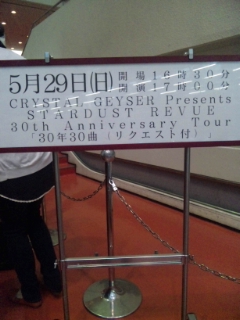 5月29日(日) 開場16時30分
開演17時00分
CRYSTAL GEYSER Presents
STARDUST REVUE
30th Anniversary Tour
「30年30曲(リクエスト付)」